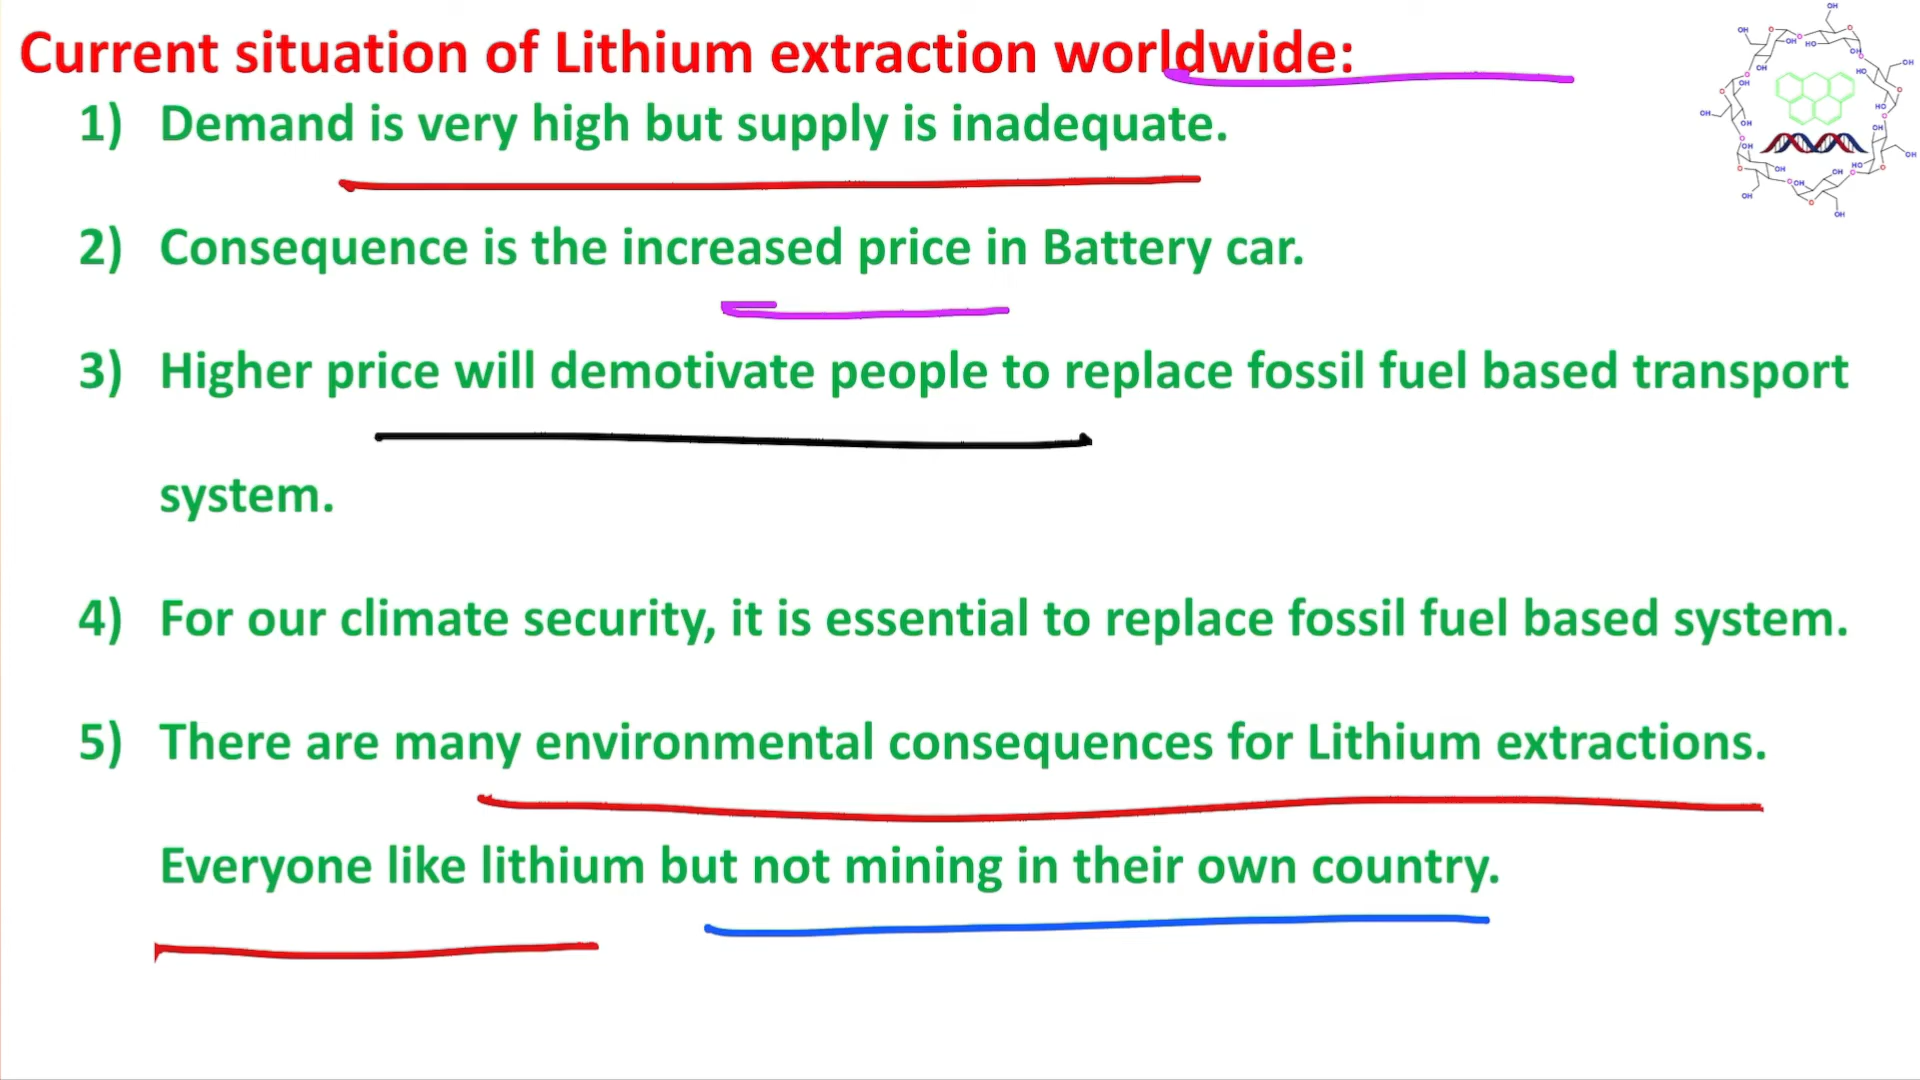 Current situation of Lithium extraction worldwide:
1) Demand is very high but supply is inadequate.
2) Consequence is the increased price in Battery car.
3) Higher price will demotivate people to replace fossil fuel based transport
system.
4) For our climate security, it is essential to replace fossil fuel based system.
5) There are many environmental consequences for Lithium extractions.
Everyone like lithium but not mining in their own country.